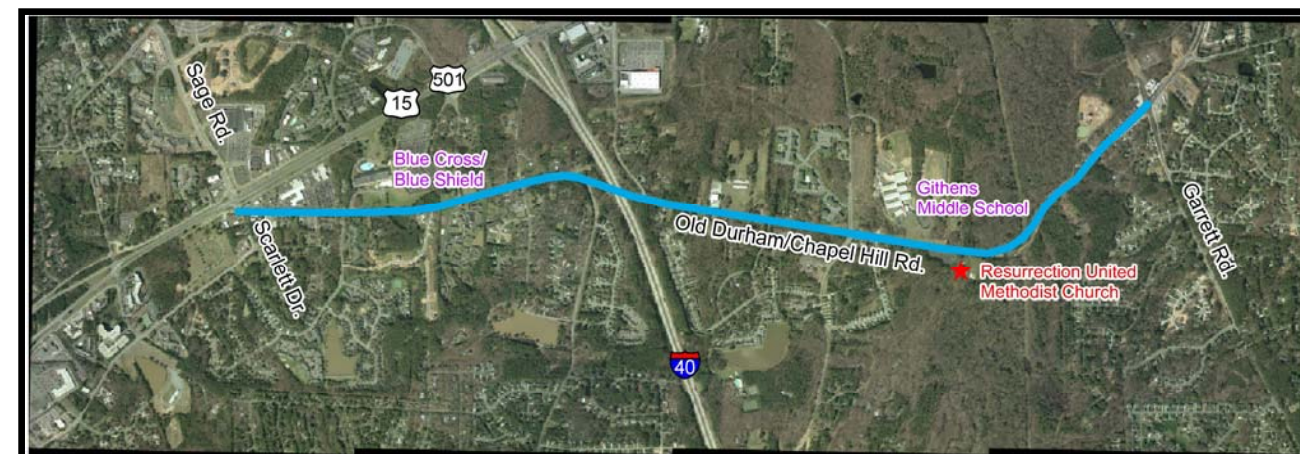 Sage Rd.
501
15
Blue Cross/
Blue Shield
Scarlett Dr.
Old Durham/Chapel Hill Rd.
Githens
Middle School
Garrett Rd.
Resurrection United
Methodist Church
40